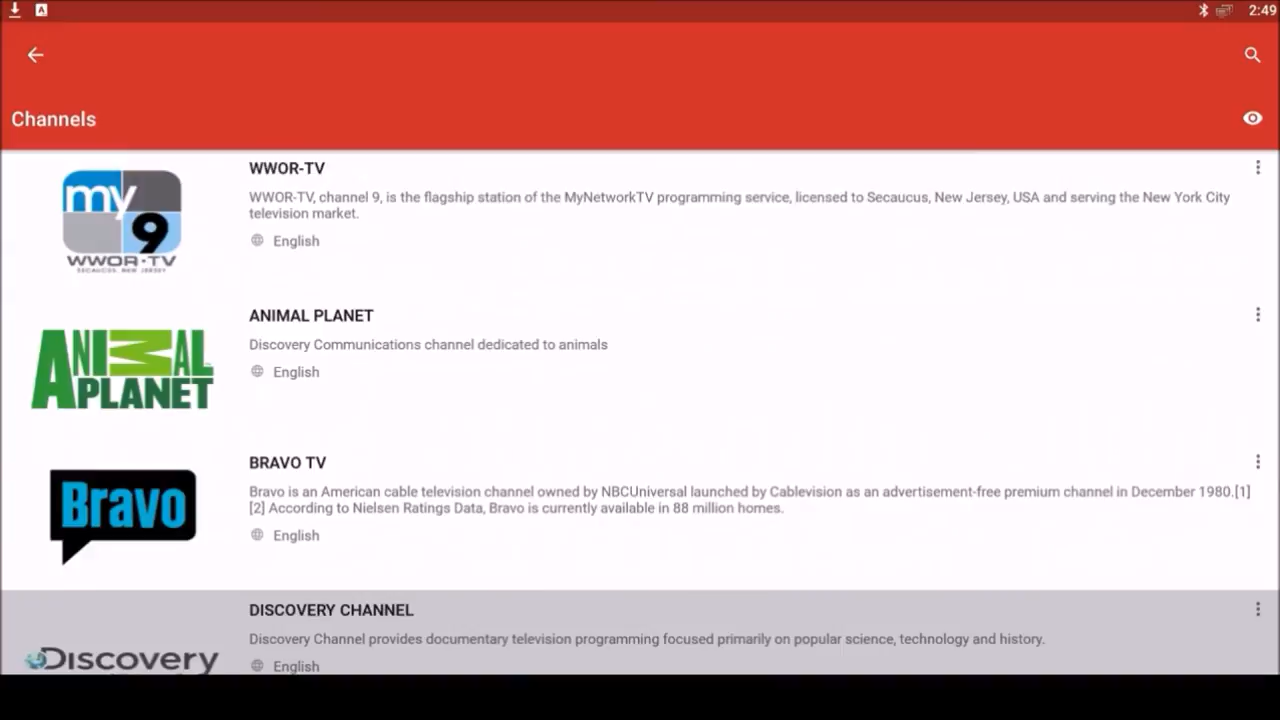 2:49
Channels
my
9
WWOR-TV
SECAUCUS, NEW JERSEY
WWOR-TV
WWOR-TV, channel 9, is the flagship station of the MyNetworkTV programming service, licensed to Secaucus, New Jersey, USA and serving the New York City
television market.
English
ANIMAL
PLANET
ANIMAL PLANET
Discovery Communications channel dedicated to animals
English
Bravo
BRAVO TV
Bravo is an American cable television channel owned by NBCUniversal launched by Cablevision as an advertisement-free premium channel in December 1980.[1]
[2] According to Nielsen Ratings Data, Bravo is currently available in 88 million homes.
English
Discovery
DISCOVERY CHANNEL
Discovery Channel provides documentary television programming focused primarily on popular science, technology and history.
English